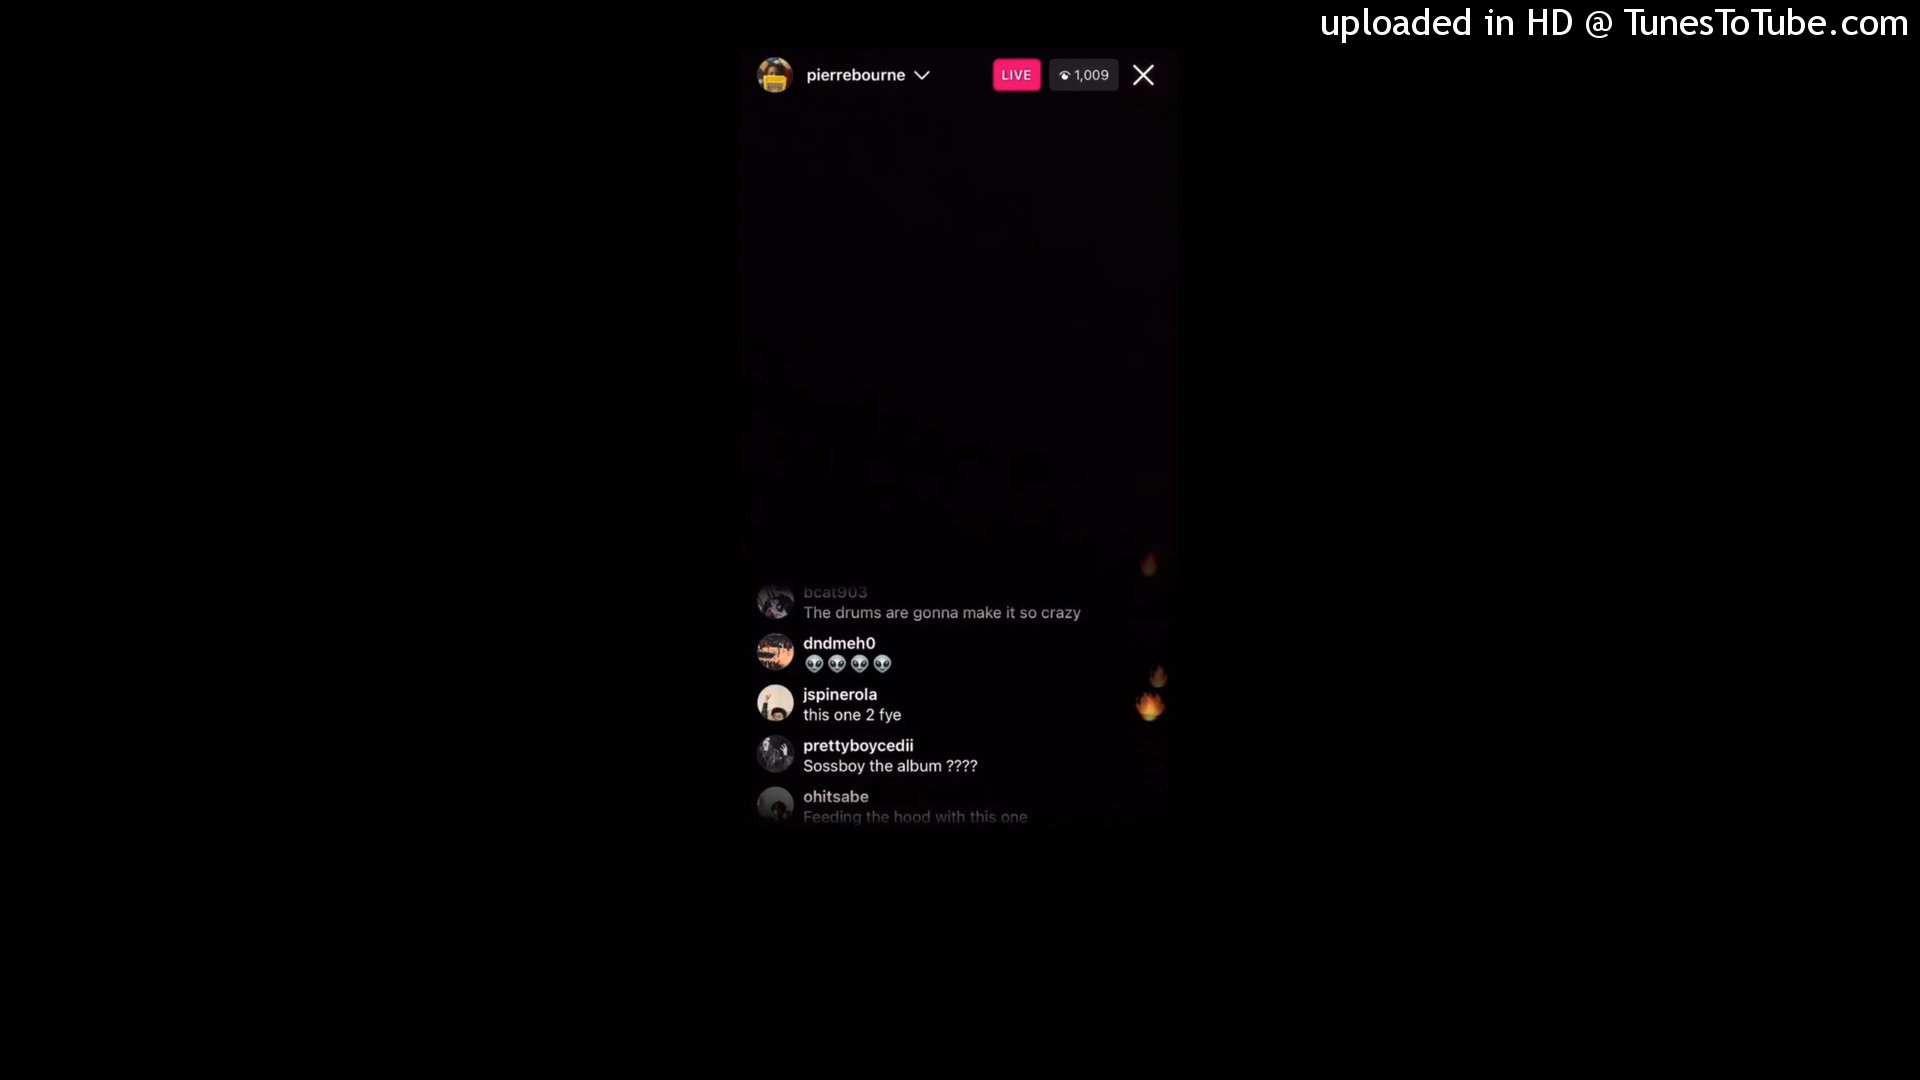 uploaded in HD @ TunesToTube.com
pierrebourne
LIVE
1,009
bcat903
The drums are gonna make it so crazy
dndmeh0
👽👽👽👽
jspinerola
this one 2 fye
prettyboycedii
Sossboy the album ????
ohitsabe
Feeding the hood with this one